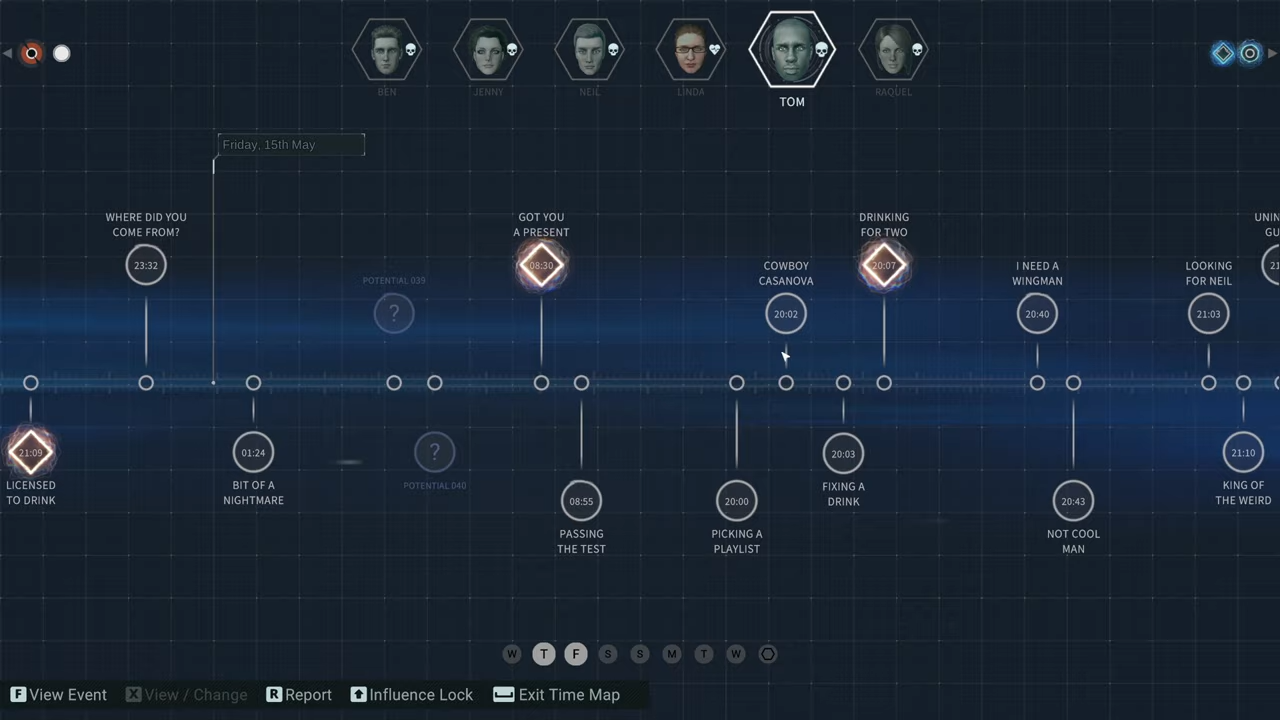 BEN
JENNY
NEIL
LINDA
TOM
RAQUEL
Friday, 15th May
WHERE DID YOU
COME FROM?
23:32
POTENTIAL 039
?
GOT YOU
A PRESENT
08:30
COWBOY
CASANOVA
20:02
DRINKING
FOR TWO
20:07
I NEED A
WINGMAN
20:40
LOOKING
FOR NEIL
21:03
UNIN
GU
21
21:09
LICENSED
TO DRINK
01:24
BIT OF A
NIGHTMARE
?
POTENTIAL 040
08:55
PASSING
THE TEST
20:00
PICKING A
PLAYLIST
20:03
FIXING A
DRINK
20:43
NOT COOL
MAN
21:10
KING OF
THE WEIRD
W T F S S M T W
F View Event X View / Change R Report Influence Lock Exit Time Map